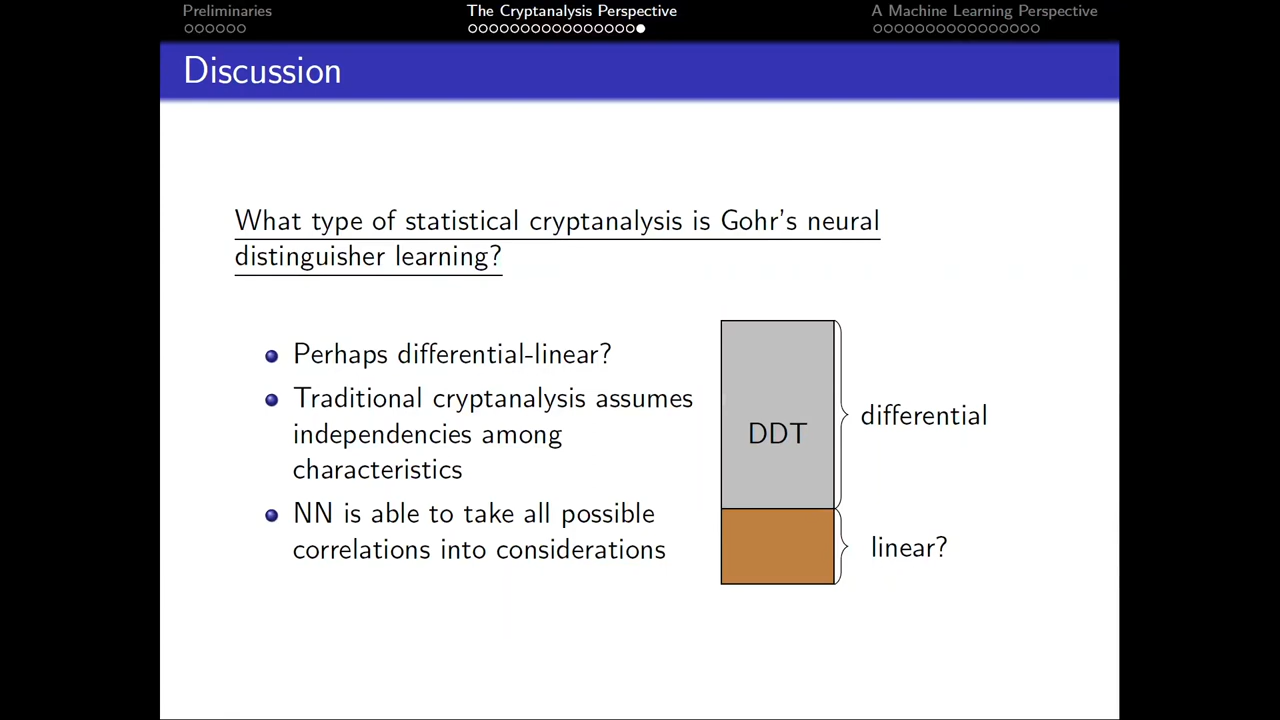 Preliminaries
The Cryptanalysis Perspective
A Machine Learning Perspective
Discussion
What type of statistical cryptanalysis is Gohr's neural
distinguisher learning?
Perhaps differential-linear?
Traditional cryptanalysis assumes
independencies among
characteristics
NN is able to take all possible
correlations into considerations
DDT
differential
linear?